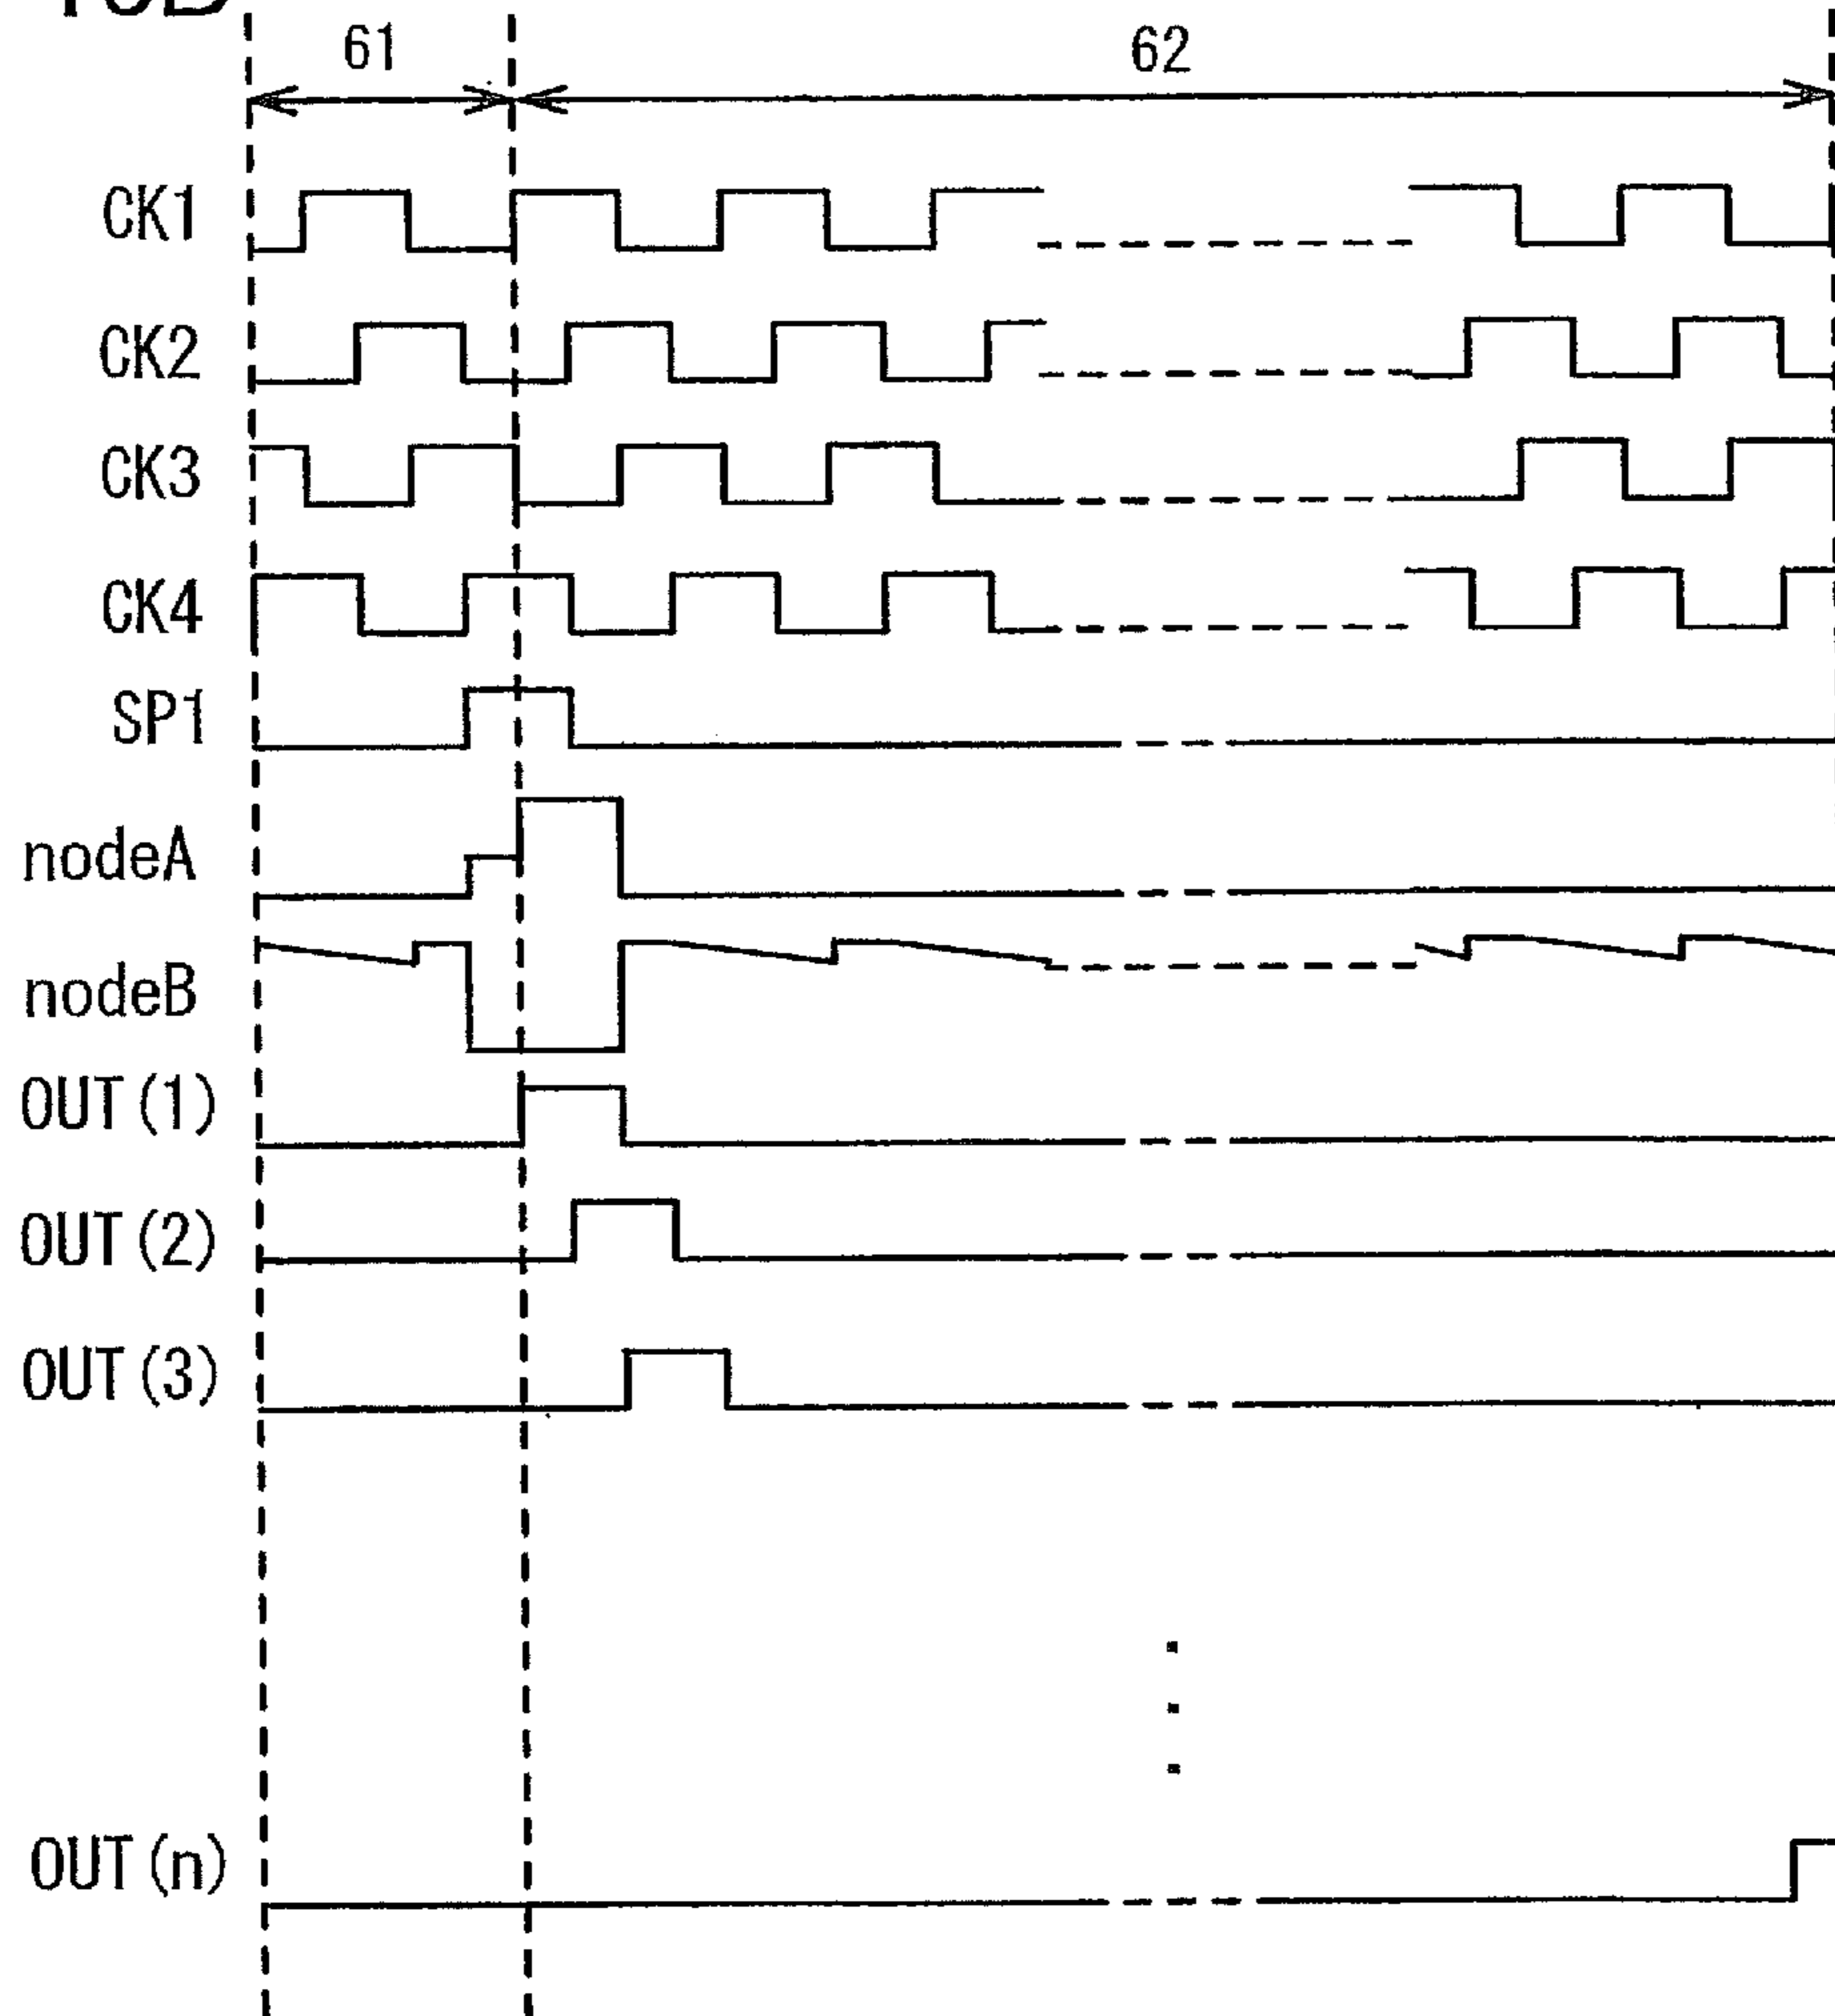 61
62
CK1
CK2
CK3
CK4
SP1
nodeA
nodeB
OUT(1)
OUT(2)
OUT(3)
OUT(n)